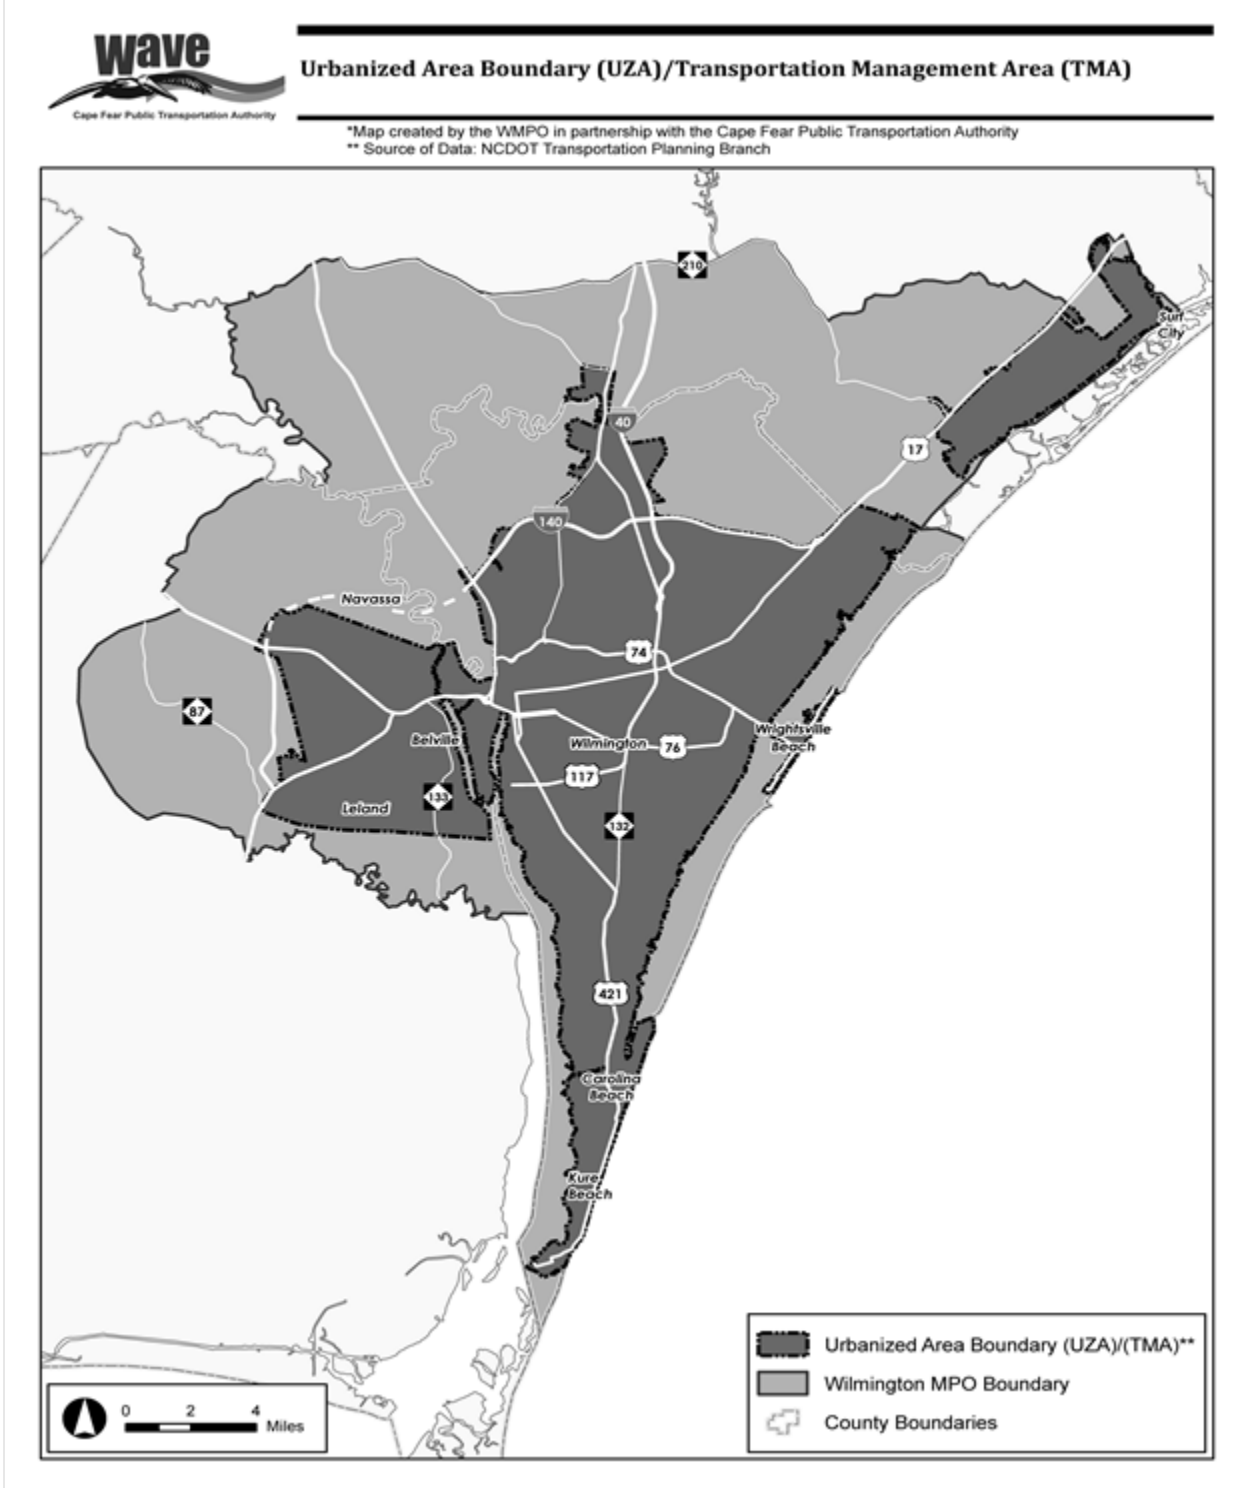 wave
Cape Fear Public Transportation Authority
Urbanized Area Boundary (UZA)/Transportation Management Area (TMA)
*Map created by the WMPO in partnership with the Cape Fear Public Transportation Authority
** Source of Data: NCDOT Transportation Planning Branch
210
Surf
City
40
17
140
Navassa
74
87
Belville
Wilmington
76
Wrightsville
Beach
117
Leland
133
132
421
Carolina
Beach
Kure
Beach
Urbanized Area Boundary (UZA)/(TMA)**
Wilmington MPO Boundary
County Boundaries
0 2 4
Miles